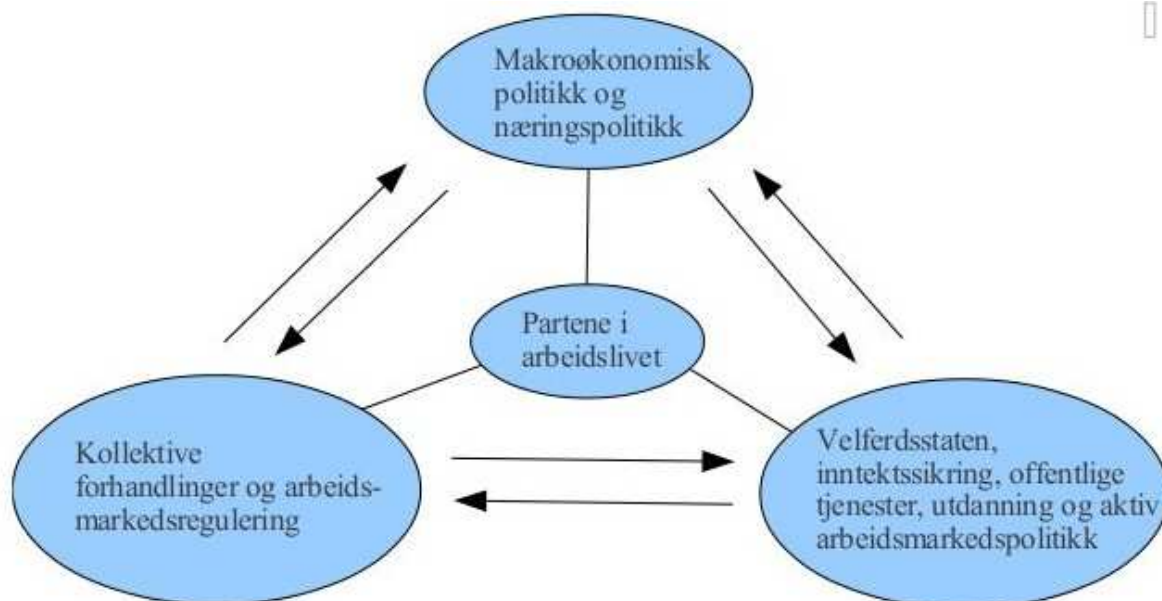 Makroøkonomisk
politikk og
næringspolitikk
Partene i
arbeidslivet
Kollektive
forhandlinger og arbeids-
markedsregulering
Velferdsstaten,
inntektssikring, offentlige
tjenester, utdanning og aktiv
arbeidsmarkedspolitikk